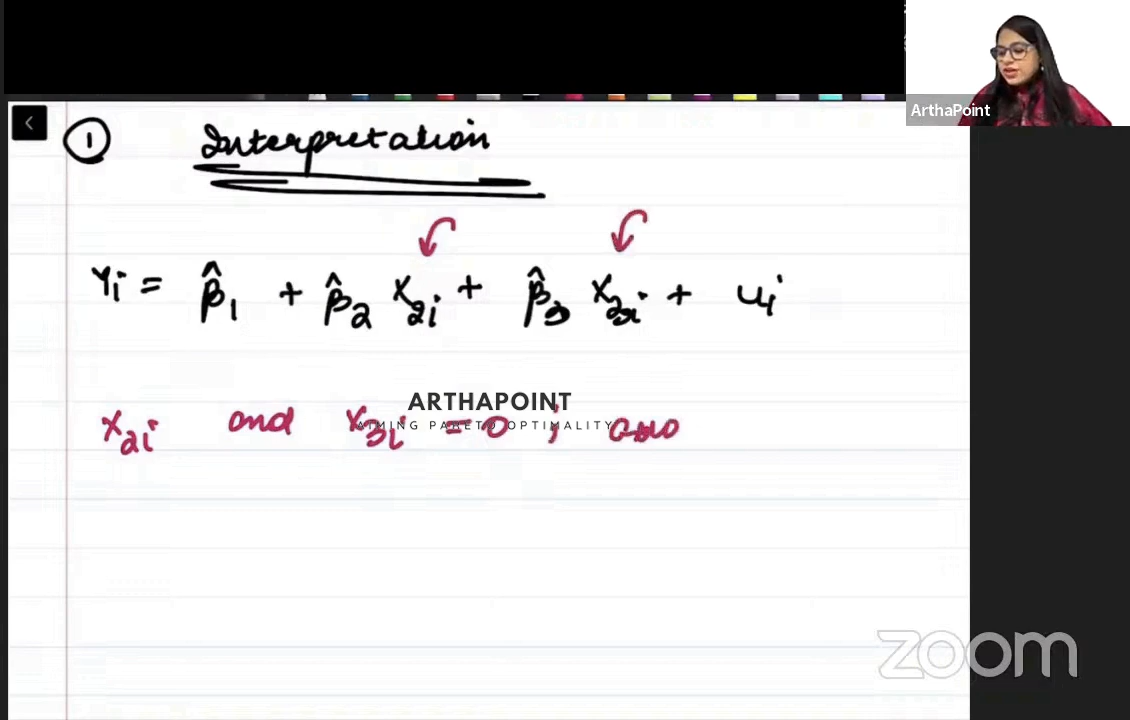 ArthaPoint
① Interpretation
Yi = β̂1 + β̂2 X2i + β̂3 X3i + ui
ARTHAPOINT
AIMING PARETO OPTIMALITY
X2i and X3i = 0 ;
zoom